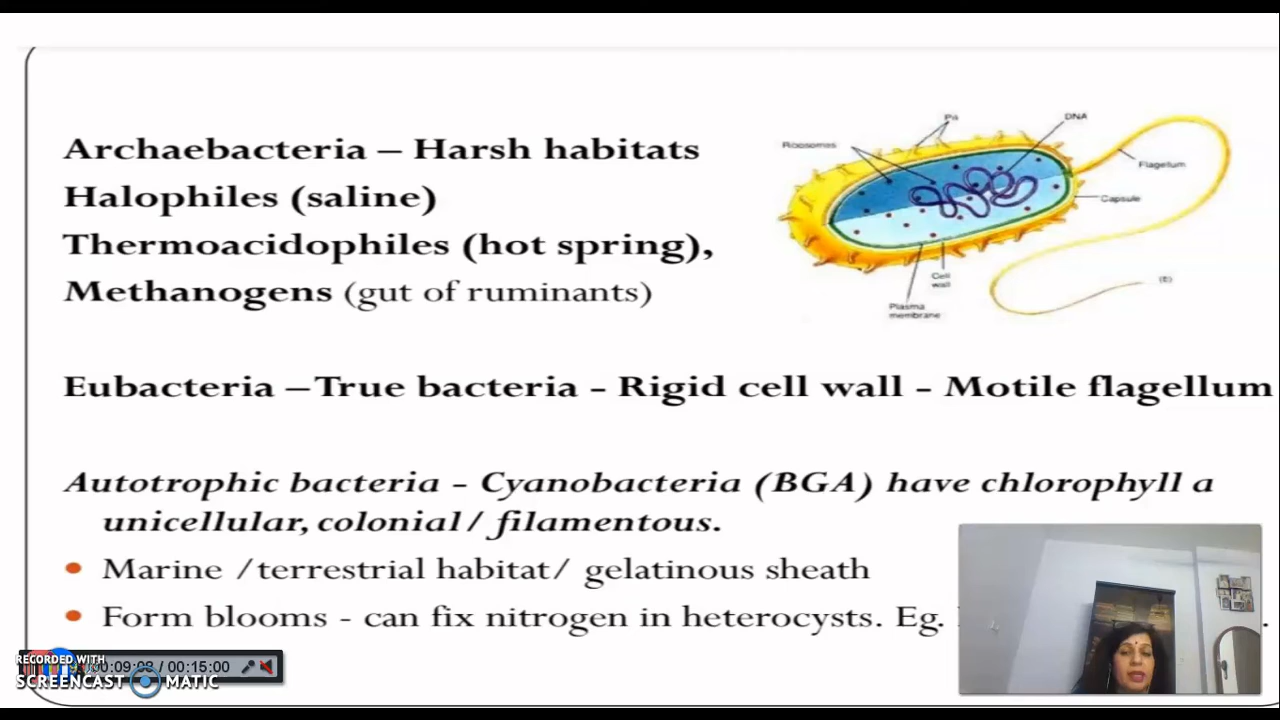 Archaebacteria – Harsh habitats
Halophiles (saline)
Thermoacidophiles (hot spring),
Methanogens (gut of ruminants)
Pili
DNA
Ribosomes
Flagellum
Capsule
Cell
wall
Plasma
membrane
(b)
Eubacteria –True bacteria - Rigid cell wall - Motile flagellum
Autotrophic bacteria - Cyanobacteria (BGA) have chlorophyll a
unicellular, colonial / filamentous.
• Marine /terrestrial habitat/ gelatinous sheath
• Form blooms - can fix nitrogen in heterocysts. Eg.
RECORDED WITH
SCREENCAST MATIC
00:09:08 / 00:15:00